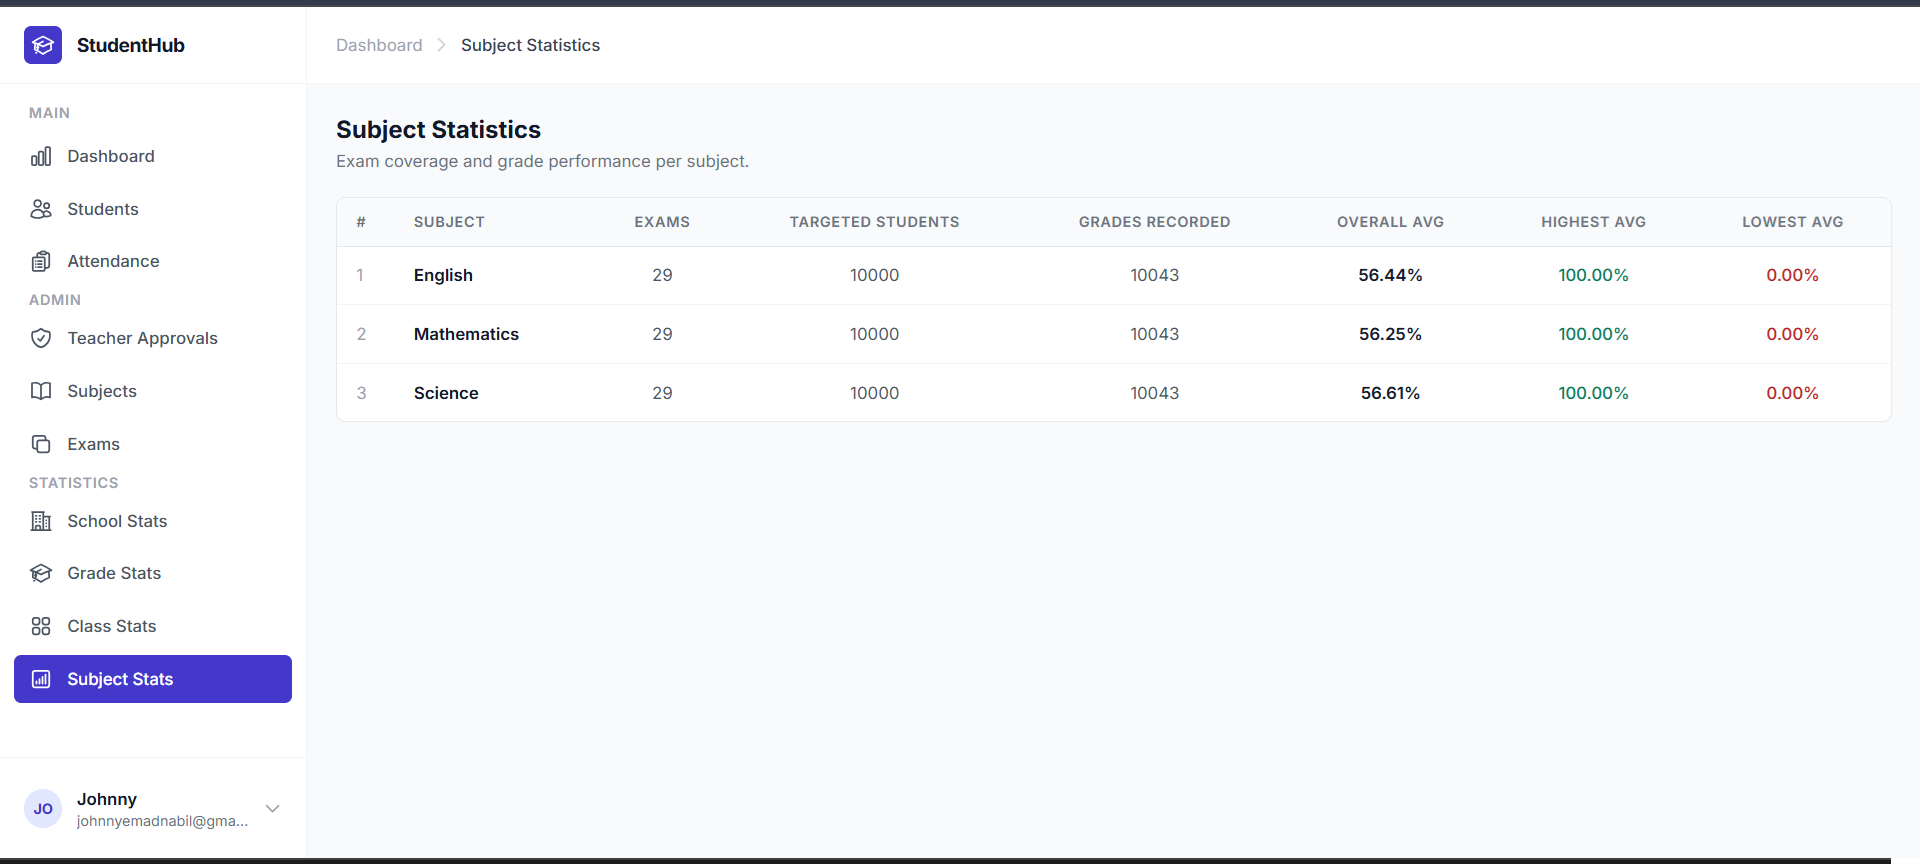 StudentHub
Dashboard Subject Statistics
MAIN
Dashboard
Students
Attendance
ADMIN
Teacher Approvals
Subjects
Exams
STATISTICS
School Stats
Grade Stats
Class Stats
Subject Stats
JO Johnny
johnnyemadnabil@gma...
Subject Statistics
Exam coverage and grade performance per subject.
# SUBJECT EXAMS TARGETED STUDENTS GRADES RECORDED OVERALL AVG HIGHEST AVG LOWEST AVG
1 English 29 10000 10043 56.44% 100.00% 0.00%
2 Mathematics 29 10000 10043 56.25% 100.00% 0.00%
3 Science 29 10000 10043 56.61% 100.00% 0.00%